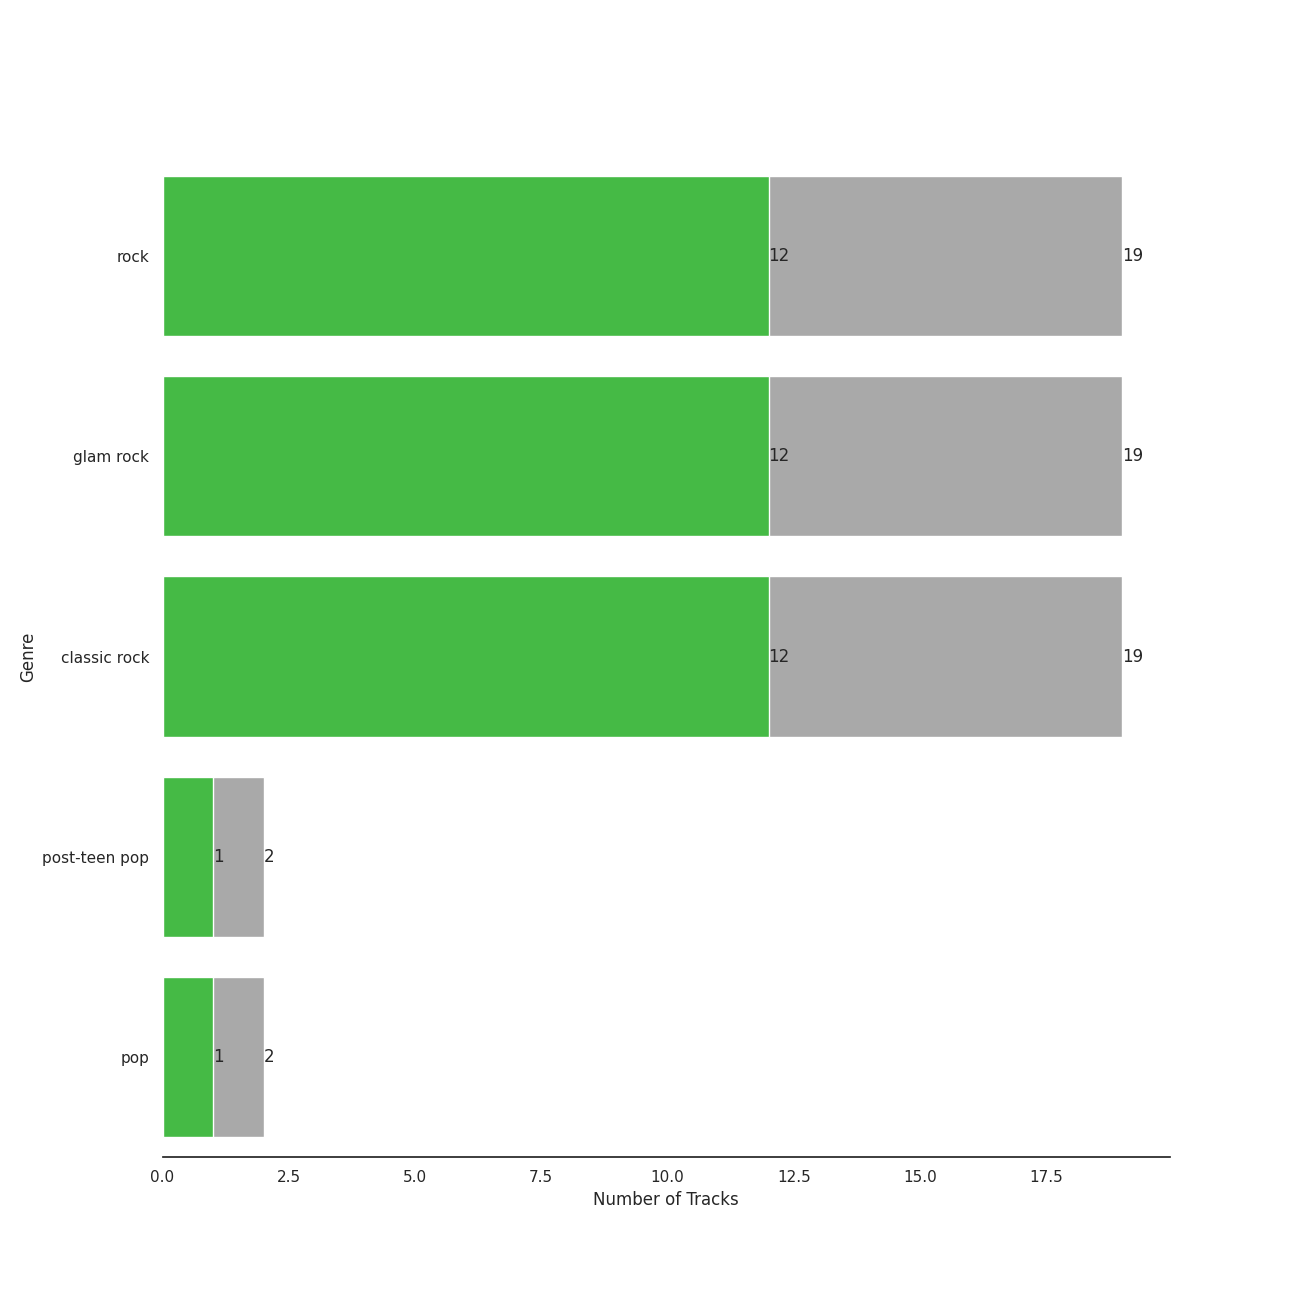 rock 12 19
glam rock 12 19
Genre
classic rock 12 19
post-teen pop 1 2
pop 1 2
0.0 2.5 5.0 7.5 10.0 12.5 15.0 17.5
Number of Tracks